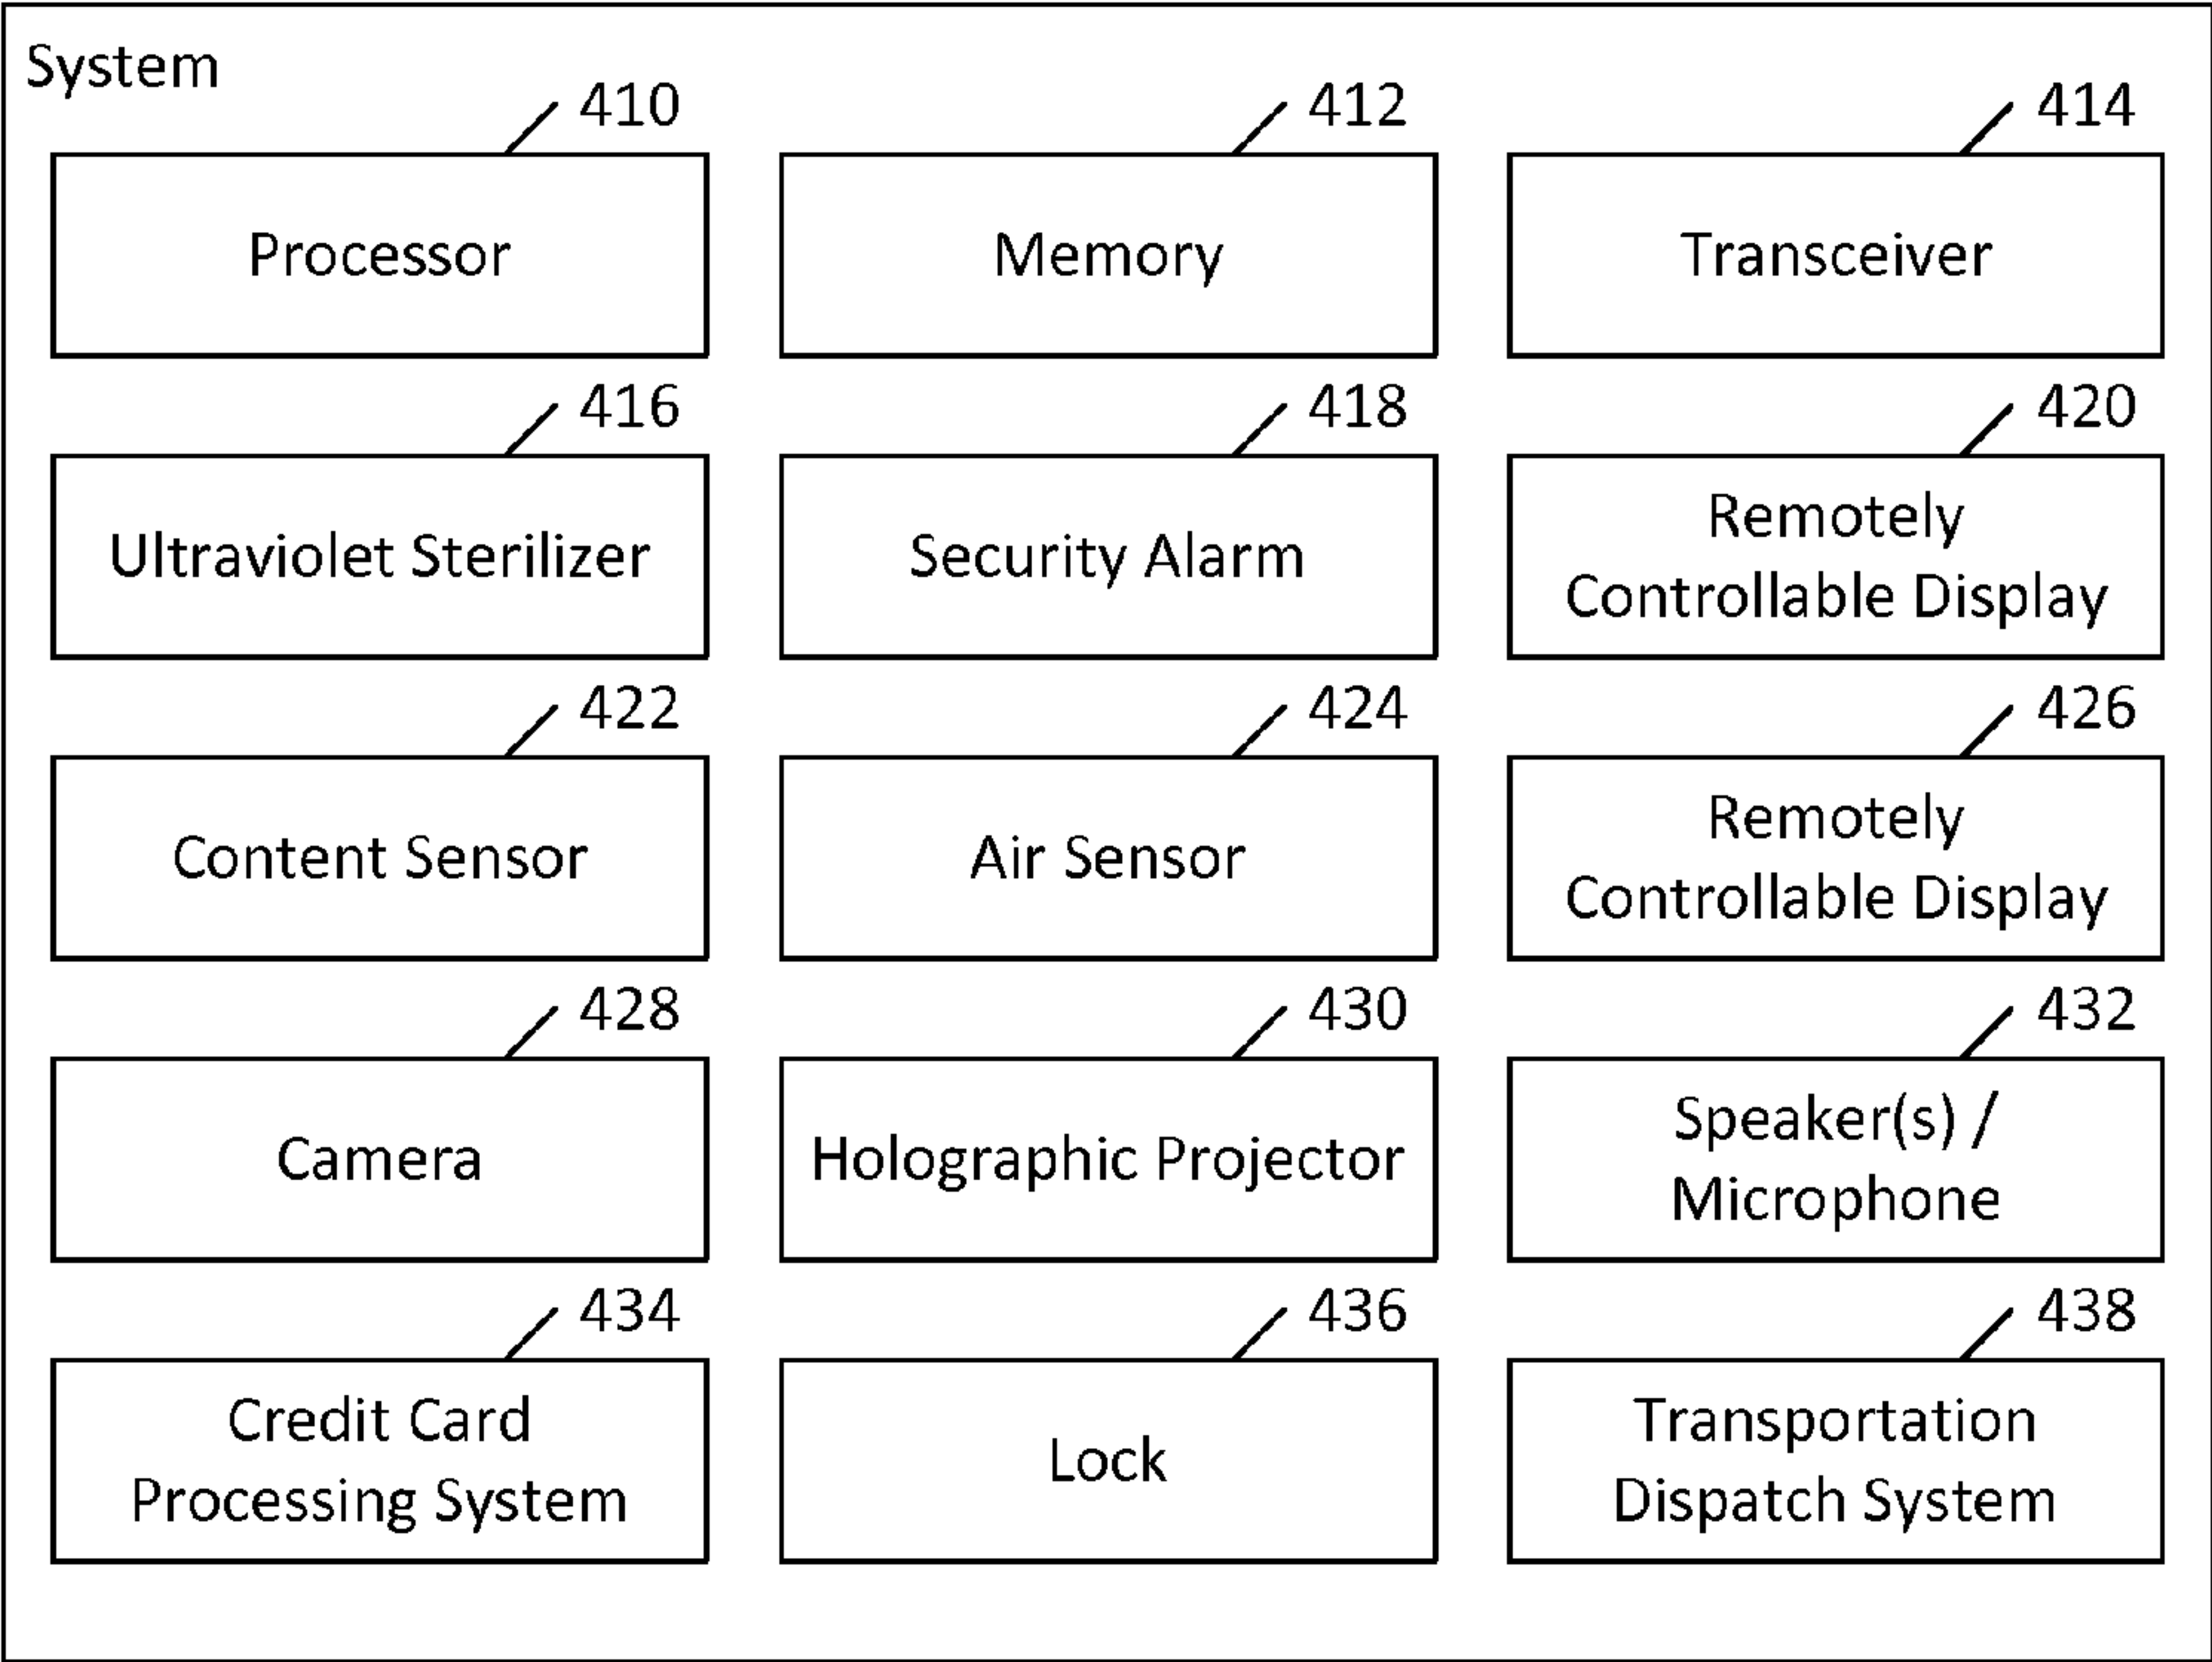 System
410
412
414
Processor
Memory
Transceiver
416
418
420
Ultraviolet Sterilizer
Security Alarm
Remotely
Controllable Display
422
424
426
Content Sensor
Air Sensor
Remotely
Controllable Display
428
430
432
Camera
Holographic Projector
Speaker(s) /
Microphone
434
436
438
Credit Card
Processing System
Lock
Transportation
Dispatch System